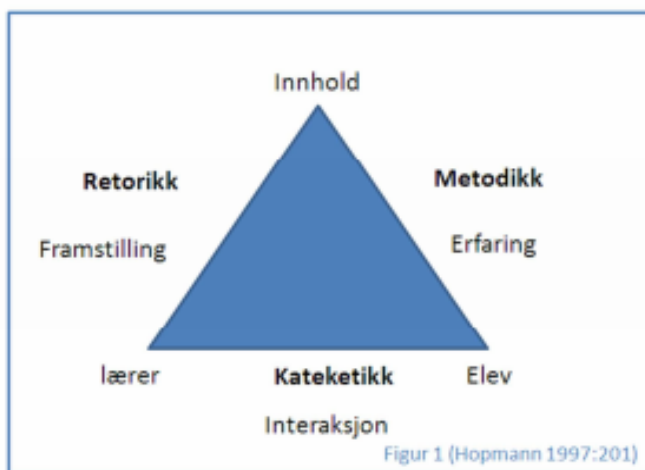 Innhold
Retorikk
Metodikk
Framstilling
Erfaring
lærer
Kateketikk
Elev
Interaksjon
Figur 1 (Hopmann 1997:201)